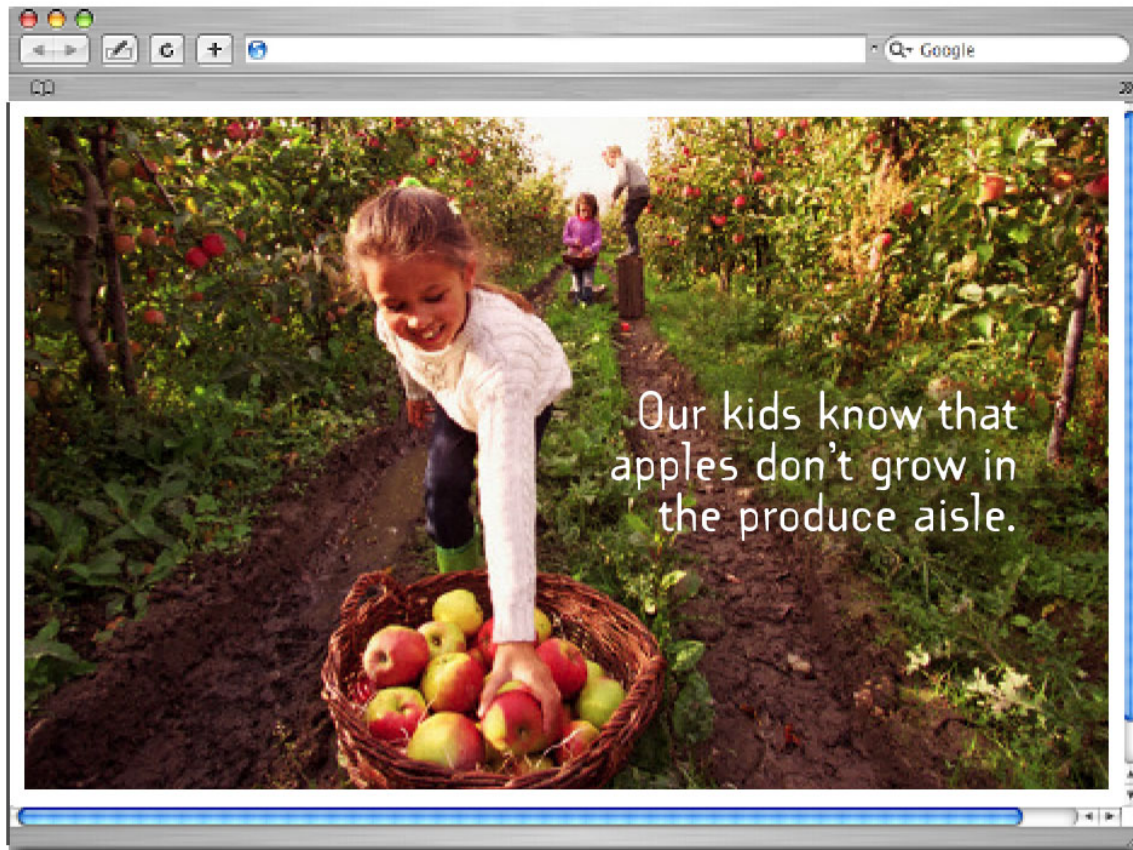 Google
Our kids know that
apples don't grow in
the produce aisle.